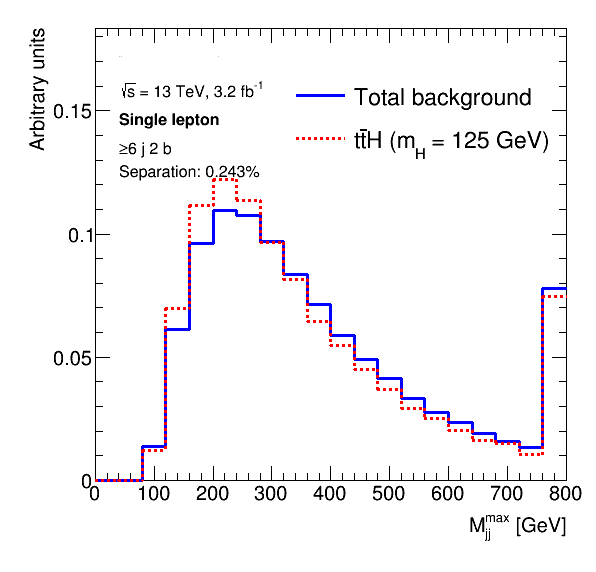 Arbitrary units
√s = 13 TeV, 3.2 fb⁻¹
Single lepton
≥6 j 2 b
Separation: 0.243%
Total background
tt̄H (m_H = 125 GeV)
0.15
0.1
0.05
0
0 100 200 300 400 500 600 700 800
M_jj^max [GeV]